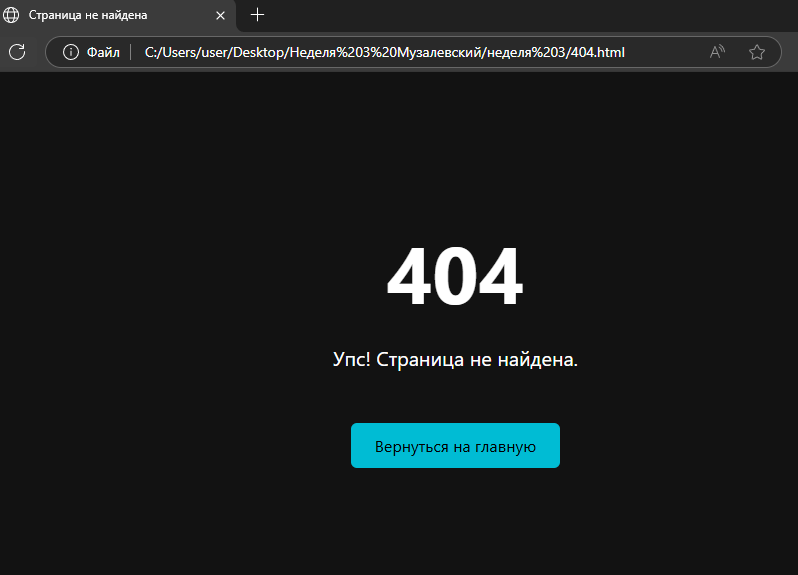 Страница не найдена
Файл C:/Users/user/Desktop/Неделя%203%20Музалевский/неделя%203/404.html
404
Упс! Страница не найдена.
Вернуться на главную